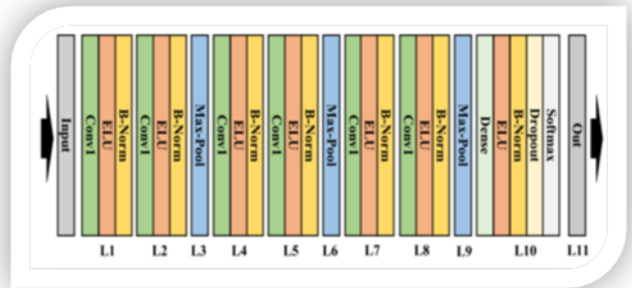 Input
Conv1
ELU
B-Norm
Conv1
ELU
B-Norm
Max-Pool
Conv1
ELU
B-Norm
Conv1
ELU
B-Norm
Max-Pool
Conv1
ELU
B-Norm
Conv1
ELU
B-Norm
Max-Pool
Dense
ELU
B-Norm
Dropout
Softmax
Out
L1 L2 L3 L4 L5 L6 L7 L8 L9 L10 L11